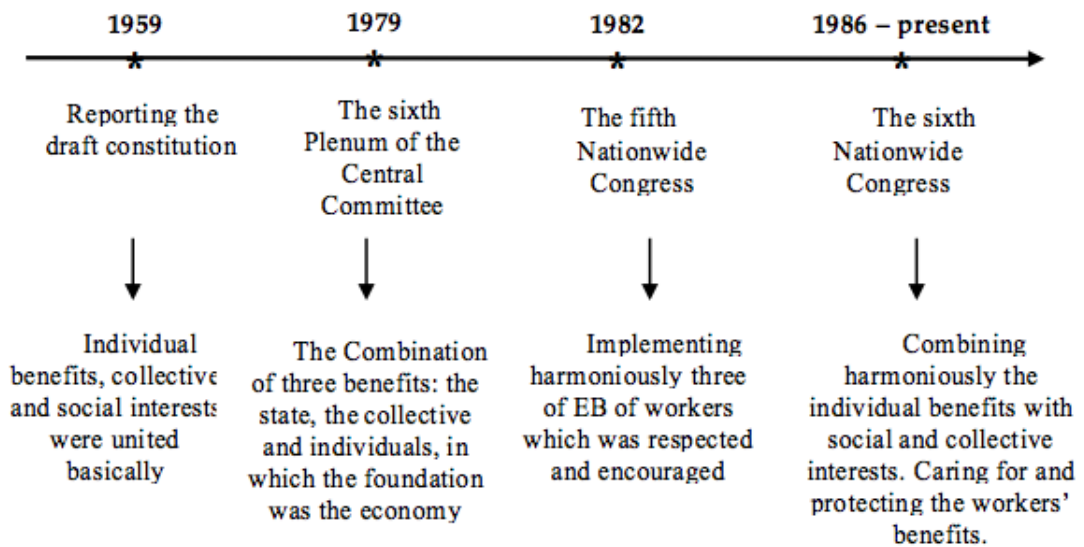 1959
1979
1982
1986 – present
Reporting the
draft constitution
The sixth
Plenum of the
Central
Committee
The fifth
Nationwide
Congress
The sixth
Nationwide
Congress
Individual
benefits, collective
and social interests
were united
basically
The Combination
of three benefits: the
state, the collective
and individuals, in
which the foundation
was the economy
Implementing
harmoniously three
of EB of workers
which was respected
and encouraged
Combining
harmoniously the
individual benefits with
social and collective
interests. Caring for and
protecting the workers’
benefits.